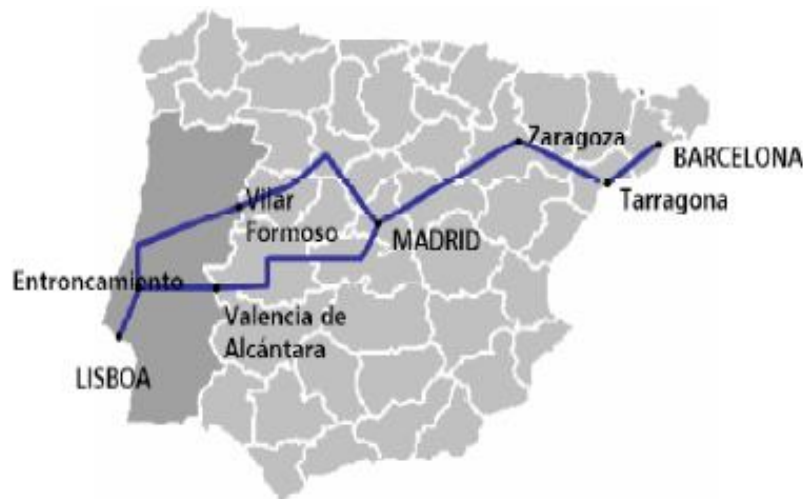 Zaragoza
BARCELONA
Tarragona
Vilar
Formoso
MADRID
Entroncamiento
Valencia de
Alcántara
LISBOA